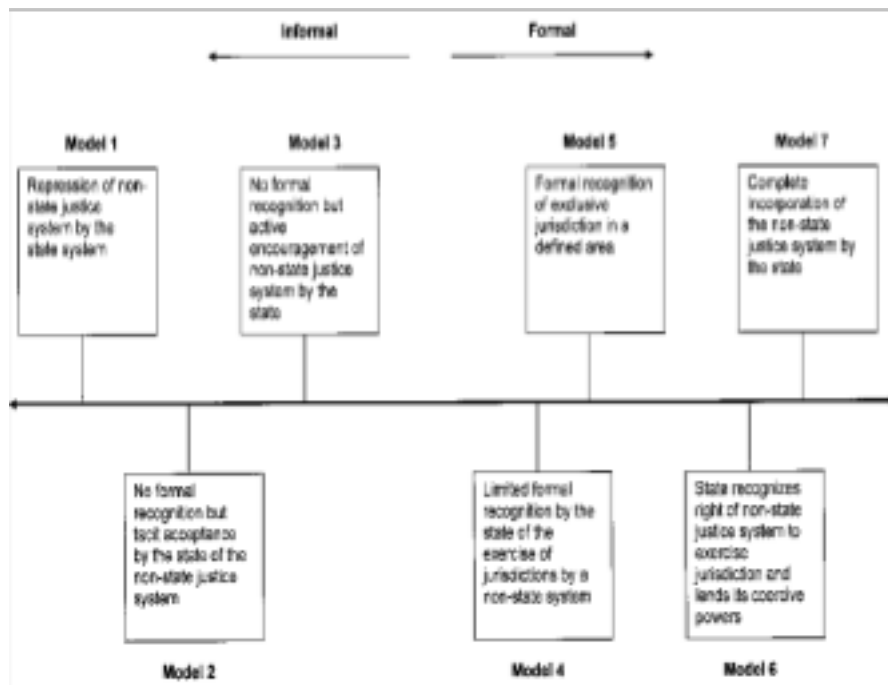 Informal
Formal
Model 1
Model 3
Model 5
Model 7
Repression of non-
state justice
system by the
state system
No formal
recognition but
active
encouragement of
non-state justice
system by the
state
Formal recognition
of exclusive
jurisdiction in a
defined area
Complete
incorporation of
the non-state
justice system by
the state
No formal
recognition but
tacit acceptance
by the state of the
non-state justice
system
Limited formal
recognition by the
state of the
exercise of
jurisdictions by a
non-state system
State recognizes
right of non-state
justice system to
exercise
jurisdiction and
lends its coercive
powers
Model 2
Model 4
Model 6